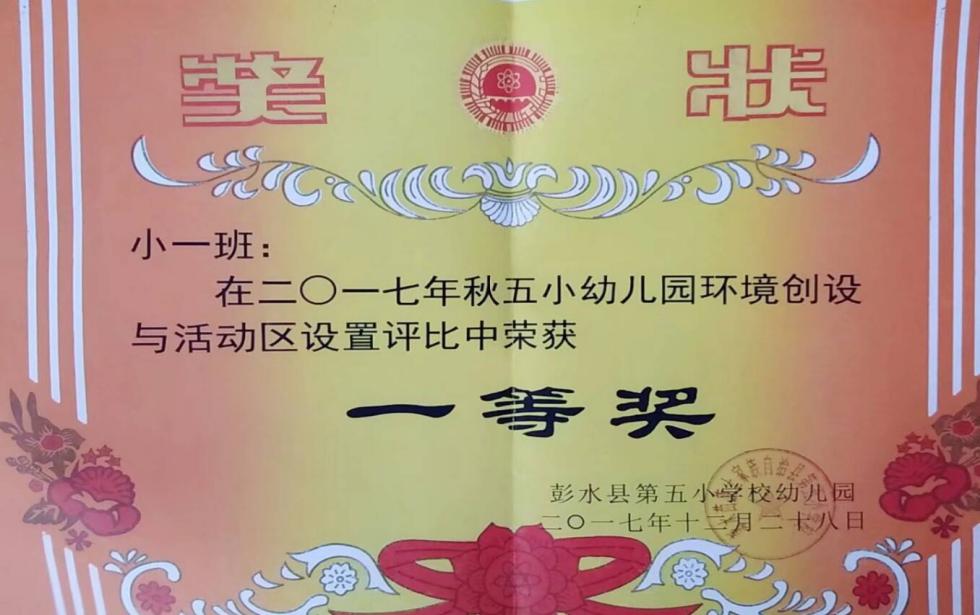 奖状
小一班：
在二〇一七年秋五小幼儿园环境创设
与活动区设置评比中荣获
一等奖
彭水县第五小学校幼儿园
二〇一七年十二月二十八日